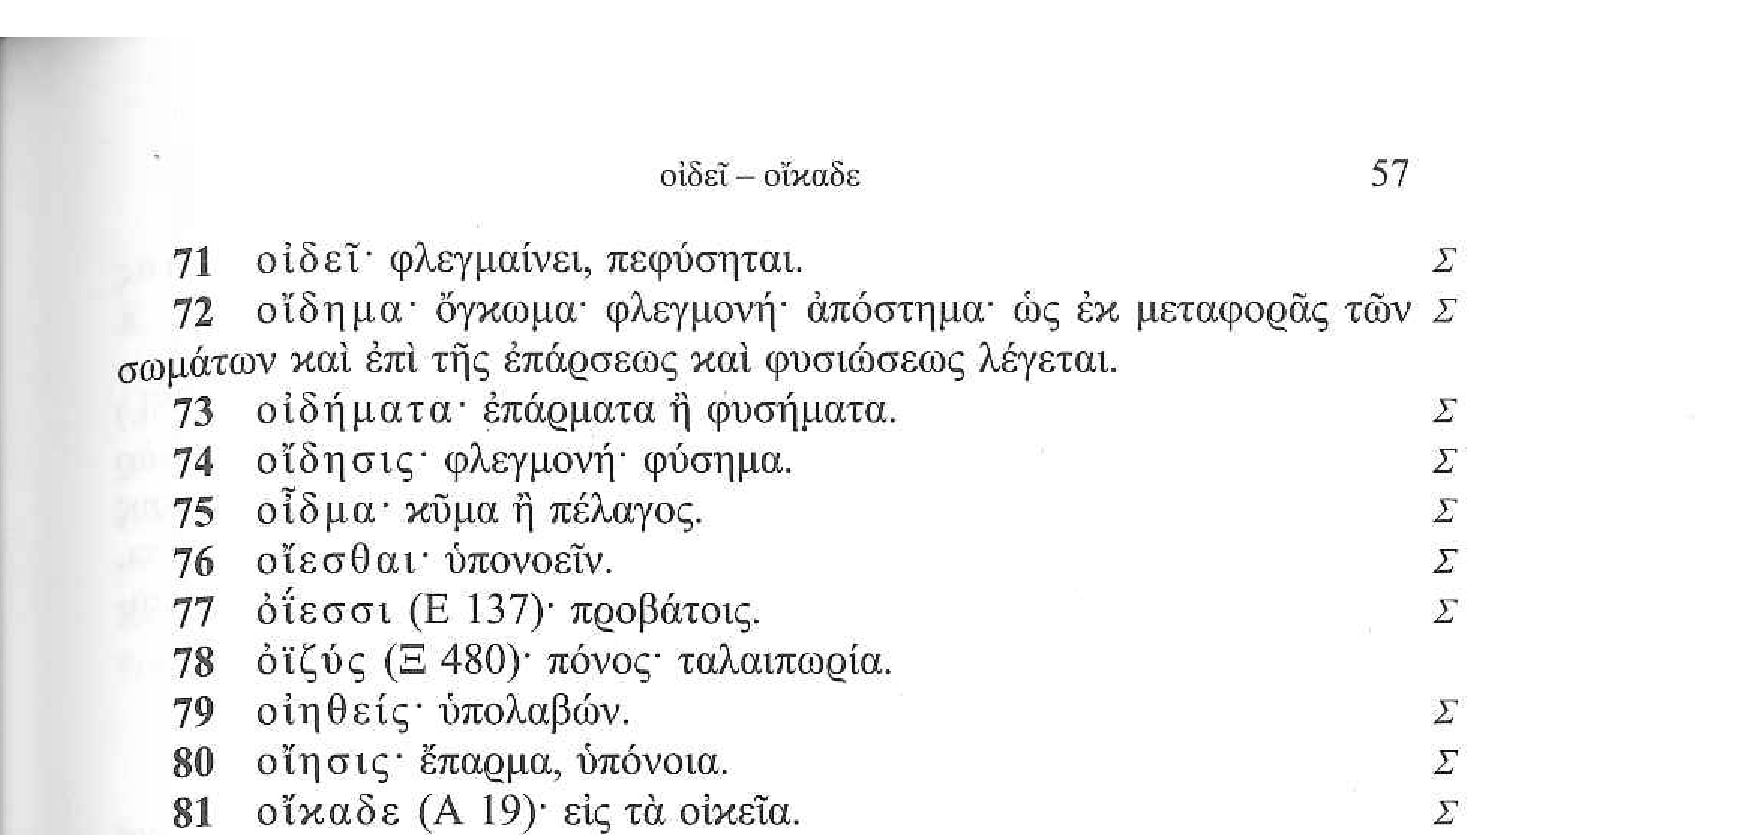 οἰδεῖ – οἴκαδε 57
71 οἰδεῖ· φλεγμαίνει, πεφύσηται. Σ
72 οἴδημα· ὄγκωμα· φλεγμονή· ἀπόστημα· ὡς ἐκ μεταφορᾶς τῶν Σ
σωμάτων καὶ ἐπὶ τῆς ἐπάρσεως καὶ φυσιώσεως λέγεται.
73 οἰδήματα· ἐπάρματα ἢ φυσήματα. Σ
74 οἴδησις· φλεγμονή· φύσημα. Σ
75 οἶδμα· κῦμα ἢ πέλαγος. Σ
76 οἴεσθαι· ὑπονοεῖν. Σ
77 ὀΐεσσι (Ε 137)· προβάτοις. Σ
78 ὀϊζύς (Ξ 480)· πόνος· ταλαιπωρία.
79 οἰηθείς· ὑπολαβών. Σ
80 οἴησις· ἔπαρμα, ὑπόνοια. Σ
81 οἴκαδε (Α 19)· εἰς τὰ οἰκεῖα. Σ